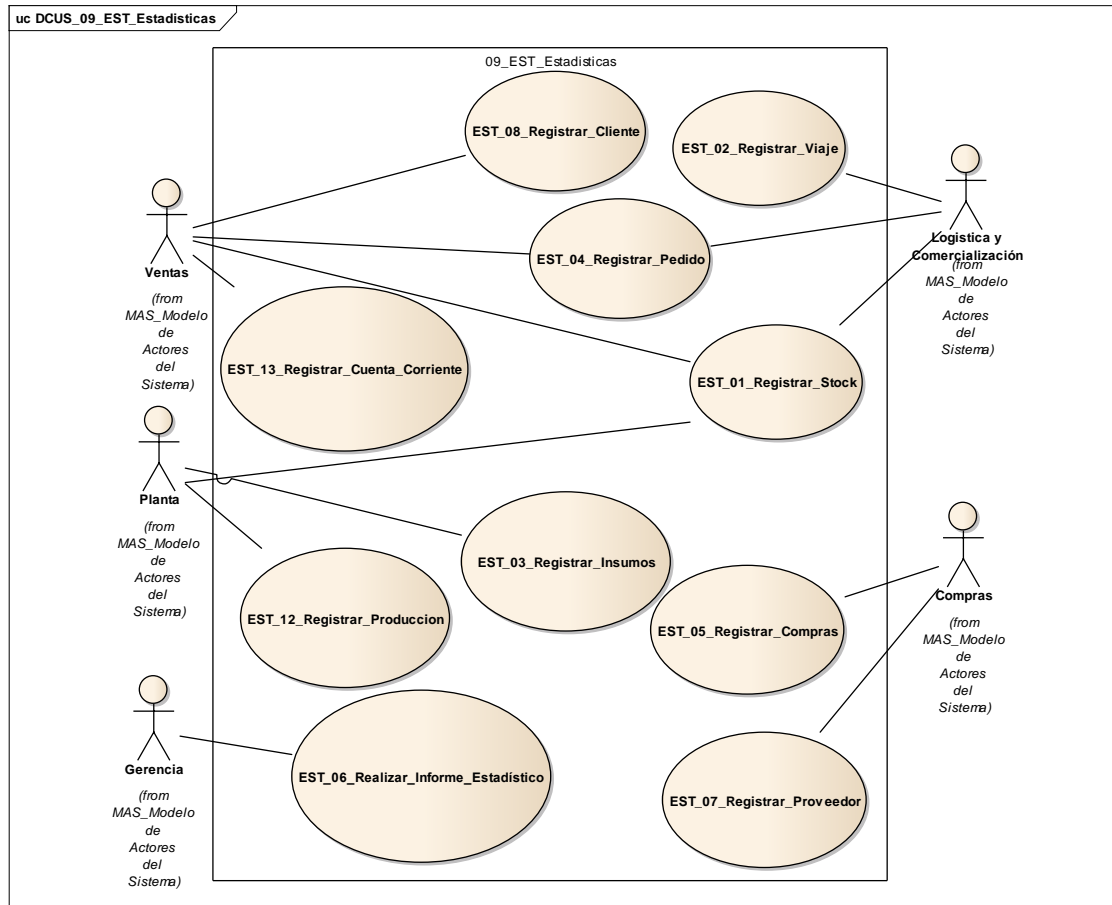 uc DCUS_09_EST_Estadisticas
09_EST_Estadisticas
EST_08_Registrar_Cliente
EST_02_Registrar_Viaje
EST_04_Registrar_Pedido
EST_13_Registrar_Cuenta_Corriente
EST_01_Registrar_Stock
EST_03_Registrar_Insumos
EST_12_Registrar_Produccion
EST_05_Registrar_Compras
EST_06_Realizar_Informe_Estadístico
EST_07_Registrar_Proveedor
Ventas
(from
MAS_Modelo
de
Actores
del
Sistema)
Planta
(from
MAS_Modelo
de
Actores
del
Sistema)
Gerencia
(from
MAS_Modelo
de
Actores
del
Sistema)
Logistica y
Comercialización
(from
MAS_Modelo
de
Actores
del
Sistema)
Compras
(from
MAS_Modelo
de
Actores
del
Sistema)